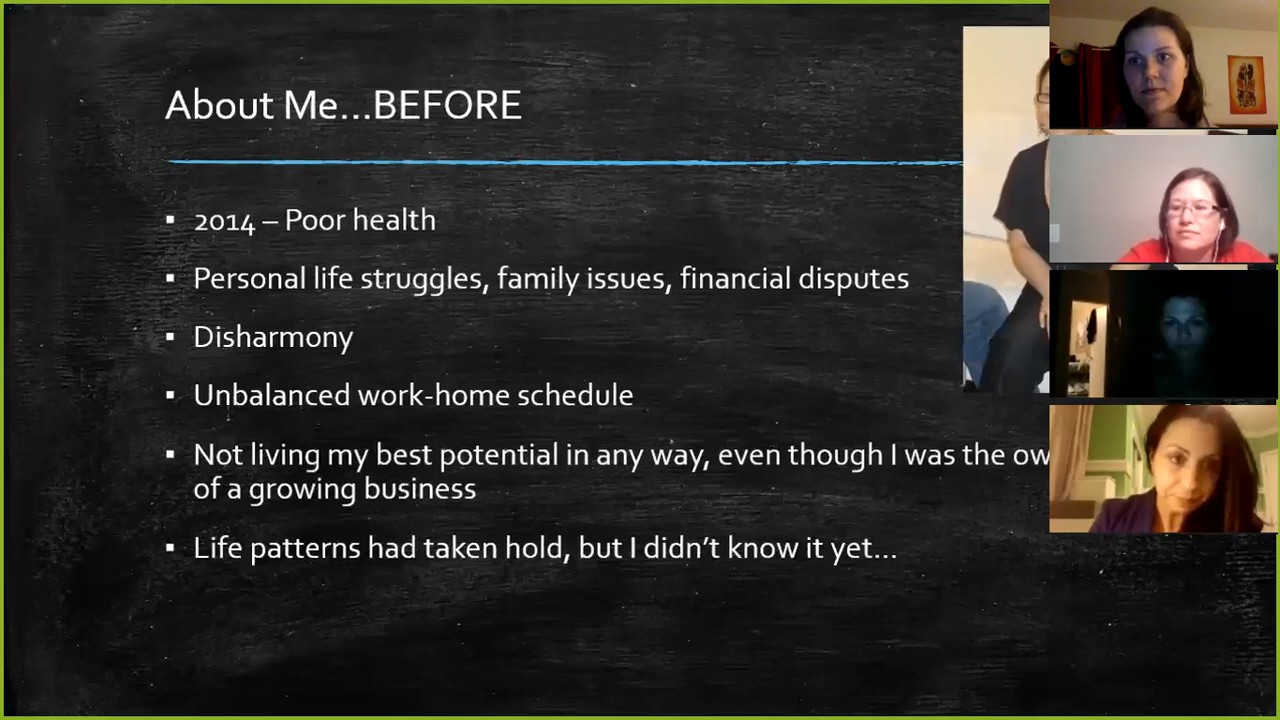 About Me...BEFORE
2014 – Poor health
Personal life struggles, family issues, financial disputes
Disharmony
Unbalanced work-home schedule
Not living my best potential in any way, even though I was the ow
of a growing business
Life patterns had taken hold, but I didn’t know it yet...